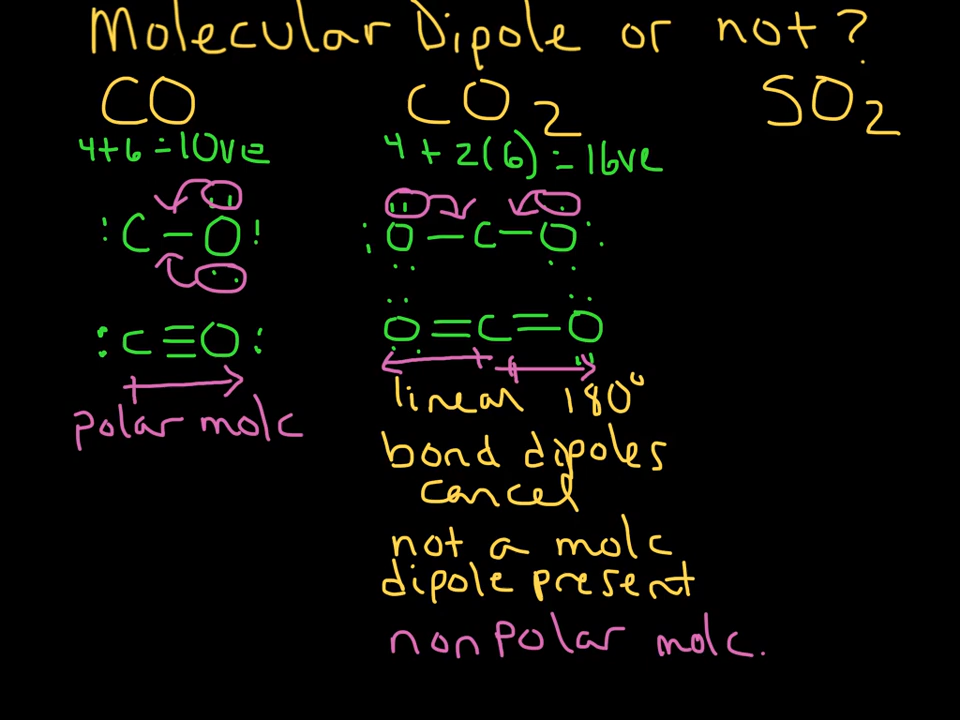 Molecular Dipole or not?
CO
4+6=10ve
:C-O:
:C≡O:
polar molc
CO2
4+2(6)=16ve
:O-C-O:
O=C=O
linear 180°
bond dipoles
cancel
not a molc
dipole present
nonpolar molc.
SO2